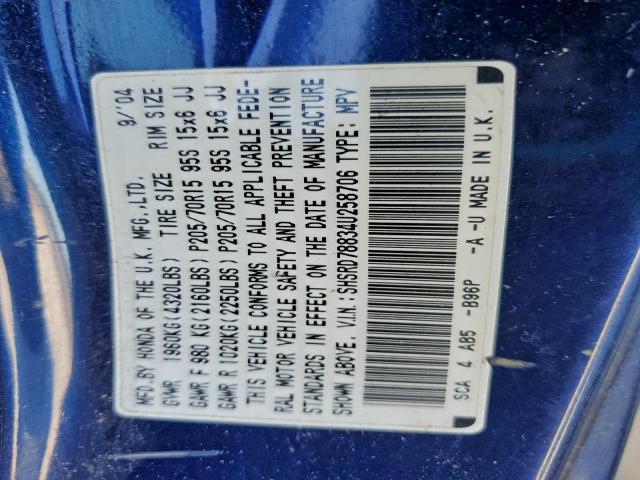 MFD.BY HONDA OF THE U.K.MFG.,LTD. 9/'04
GVWR 1960KG(4320LBS) TIRE SIZE RIM SIZE
GAWR F 980 KG(2160LBS) P205/70R15 95S 15x6 JJ
GAWR R 1020KG(2250LBS) P205/70R15 95S 15x6 JJ
THIS VEHICLE CONFORMS TO ALL APPLICABLE FEDE-
RAL MOTOR VEHICLE SAFETY AND THEFT PREVENTION
STANDARDS IN EFFECT ON THE DATE OF MANUFACTURE
SHOWN ABOVE. V.I.N.:SHSRD78834U258706 TYPE: MPV
SCA 4 AB5 -B96P -A -U MADE IN U.K.